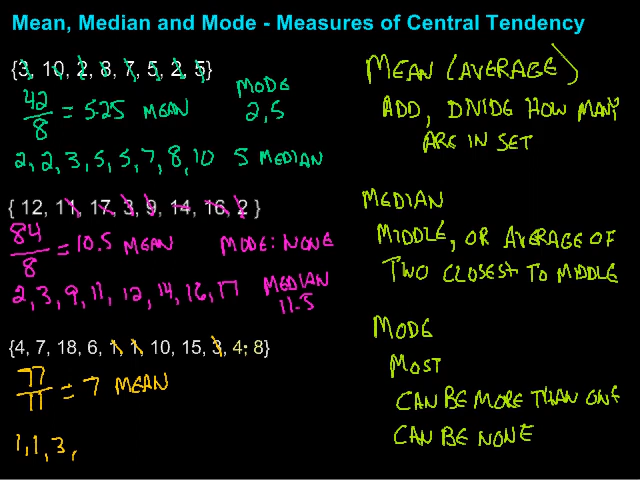 Mean, Median and Mode - Measures of Central Tendency
{3, 10, 2, 8, 7, 5, 2, 5}
42/8 = 5.25 MEAN
MODE
2,5
2, 2, 3, 5, 5, 7, 8, 10 5 MEDIAN
{ 12, 11, 17, 3, 9, 14, 16, 2 }
84/8 = 10.5 MEAN MODE: NONE
2, 3, 9, 11, 12, 14, 16, 17 MEDIAN
11.5
{4, 7, 18, 6, 1, 1, 10, 15, 3, 4, 8}
77/11 = 7 MEAN
1, 1, 3,
MEAN (AVERAGE)
ADD, DIVIDE HOW MANY
ARE IN SET
MEDIAN
MIDDLE, OR AVERAGE OF
TWO CLOSEST TO MIDDLE
MODE
MOST
CAN BE MORE THAN ONE
CAN BE NONE